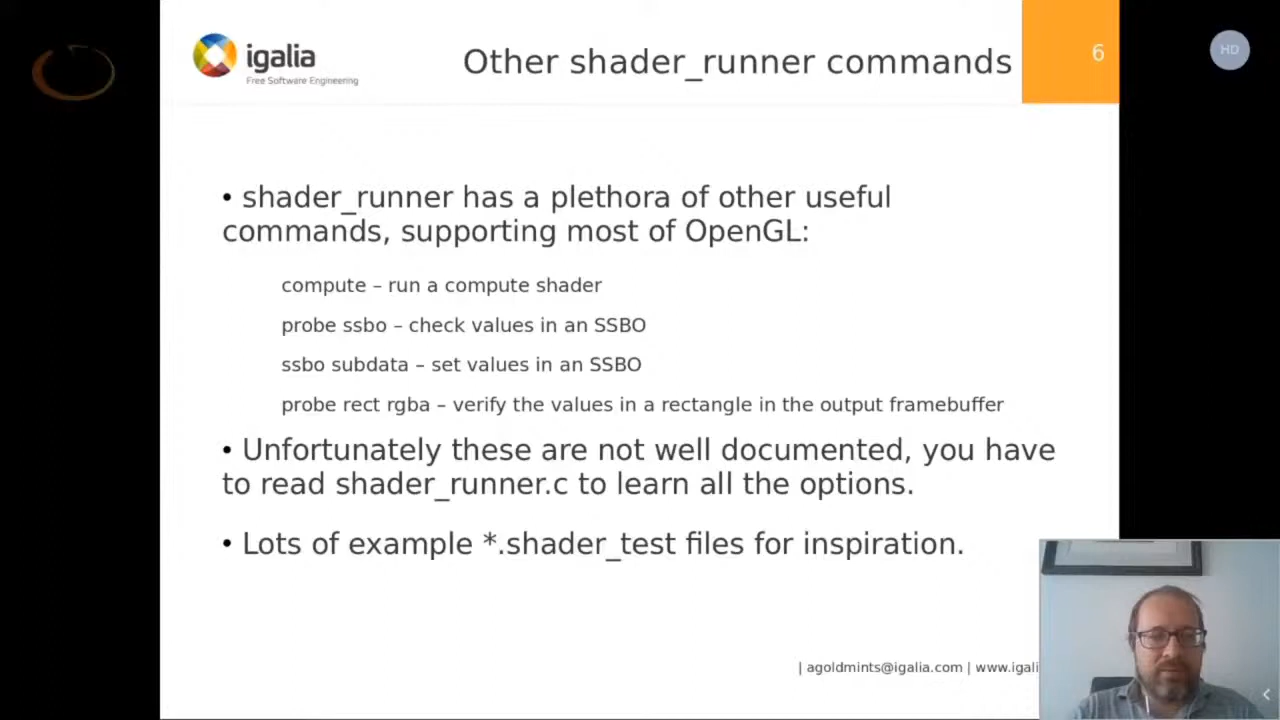 igalia
Free Software Engineering
Other shader_runner commands
6
HD
• shader_runner has a plethora of other useful
commands, supporting most of OpenGL:
compute – run a compute shader
probe ssbo – check values in an SSBO
ssbo subdata – set values in an SSBO
probe rect rgba – verify the values in a rectangle in the output framebuffer
• Unfortunately these are not well documented, you have
to read shader_runner.c to learn all the options.
• Lots of example *.shader_test files for inspiration.
| agoldmints@igalia.com | www.igali